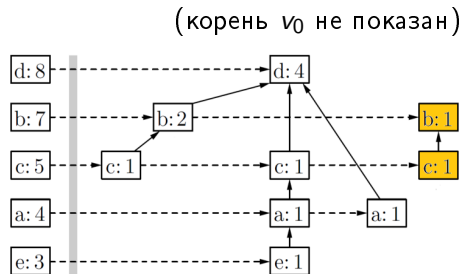 (корень v₀ не показан)
d: 8 d: 4
b: 7 b: 2 b: 1
c: 5 c: 1 c: 1 c: 1
a: 4 a: 1 a: 1
e: 3 e: 1